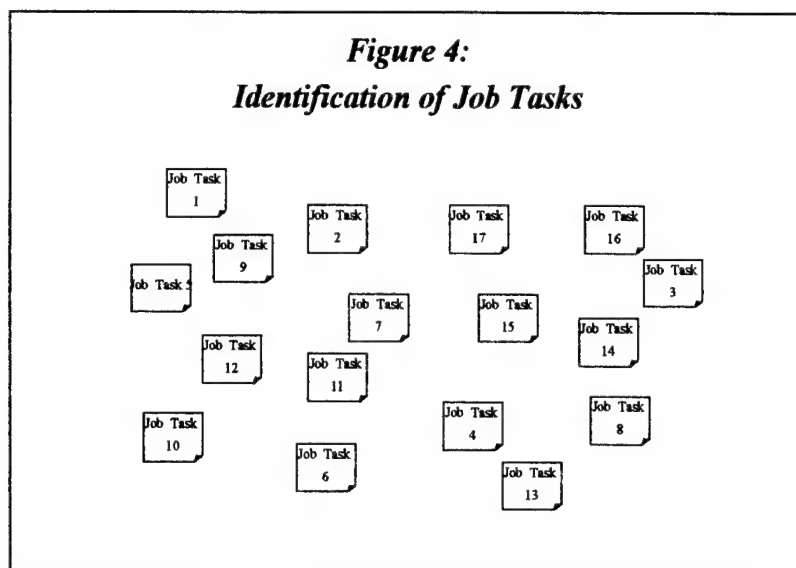 Figure 4:
Identification of Job Tasks
Job Task
1
Job Task
2
Job Task
17
Job Task
16
Job Task
9
Job Task 5
Job Task
3
Job Task
7
Job Task
15
Job Task
14
Job Task
12
Job Task
11
Job Task
10
Job Task
4
Job Task
8
Job Task
6
Job Task
13